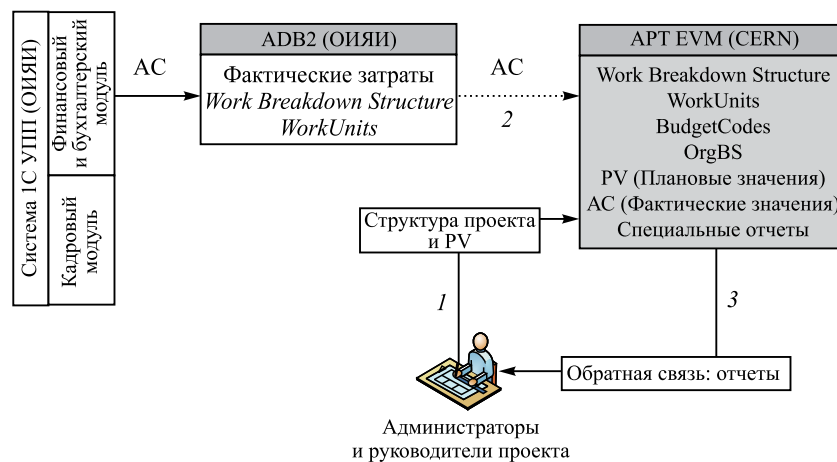 Система 1С УПП (ОИЯИ)
Финансовый
и бухгалтерский
модуль
Кадровый
модуль
AC
ADB2 (ОИЯИ)
Фактические затраты
Work Breakdown Structure
WorkUnits
AC
2
APT EVM (CERN)
Work Breakdown Structure
WorkUnits
BudgetCodes
OrgBS
PV (Плановые значения)
AC (Фактические значения)
Специальные отчеты
Структура проекта
и PV
1
3
Обратная связь: отчеты
Администраторы
и руководители проекта